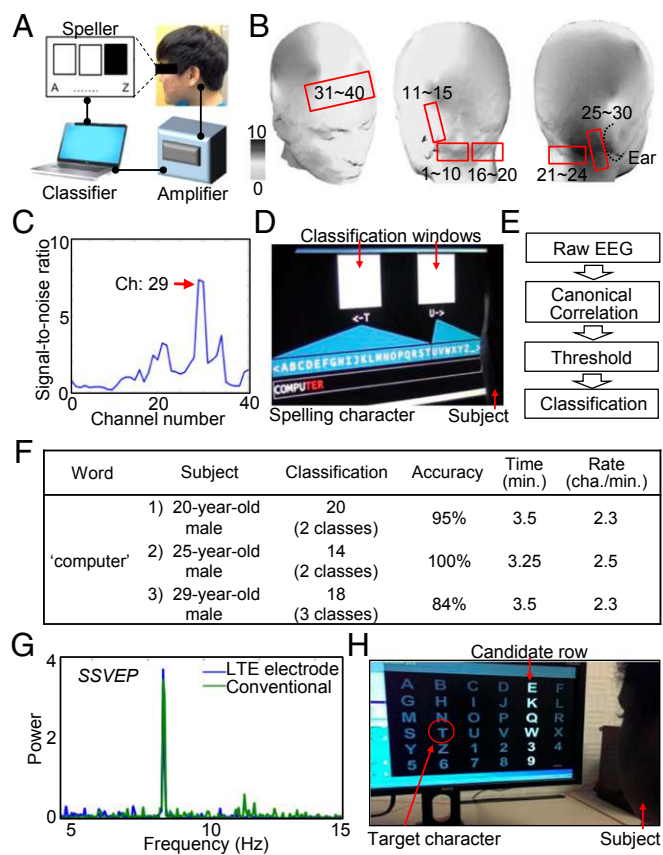 A
Speller
A ....... Z
Classifier
Amplifier
B
31~40
11~15
25~30
10
0
1~10
16~20
21~24
Ear
C
Signal-to-noise ratio
10
5
0
Ch: 29
0
20
40
Channel number
D
Classification windows
<-T
U->
<ABCDEFGHIJKLMNOPQRSTUVWXYZ_>
COMPUTER
Spelling character
Subject
E
Raw EEG
Canonical
Correlation
Threshold
Classification
F
Word Subject Classification Accuracy Time (min.) Rate (cha./min.)
'computer'
1) 20-year-old male 20 (2 classes) 95% 3.5 2.3
2) 25-year-old male 14 (2 classes) 100% 3.25 2.5
3) 29-year-old male 18 (3 classes) 84% 3.5 2.3
G
SSVEP
LTE electrode
Conventional
Power
4
2
0
5
10
15
Frequency (Hz)
H
Candidate row
A B C D E F
G H I J K L
M N O P Q R
S T U V W X
Y Z 1 2 3 4
5 6 7 8 9 _
Target character
Subject